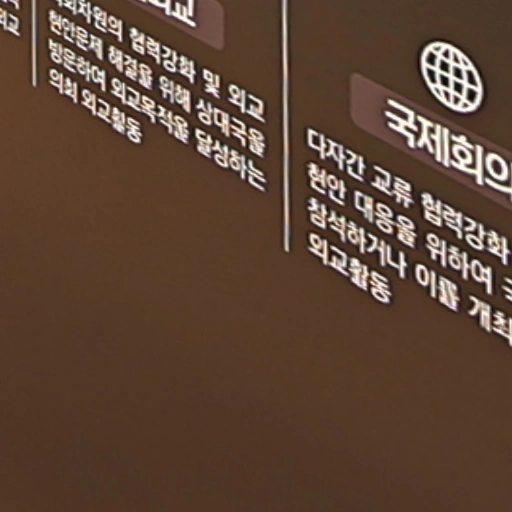 외교
의회차원의 협력강화 및 외교
현안문제 해결을 위해 상대국을
방문하여 외교목적을 달성하는
의회 외교활동
국제회의
다자간 교류 협력강화
현안 대응을 위하여
참석하거나 이를 개최
외교활동